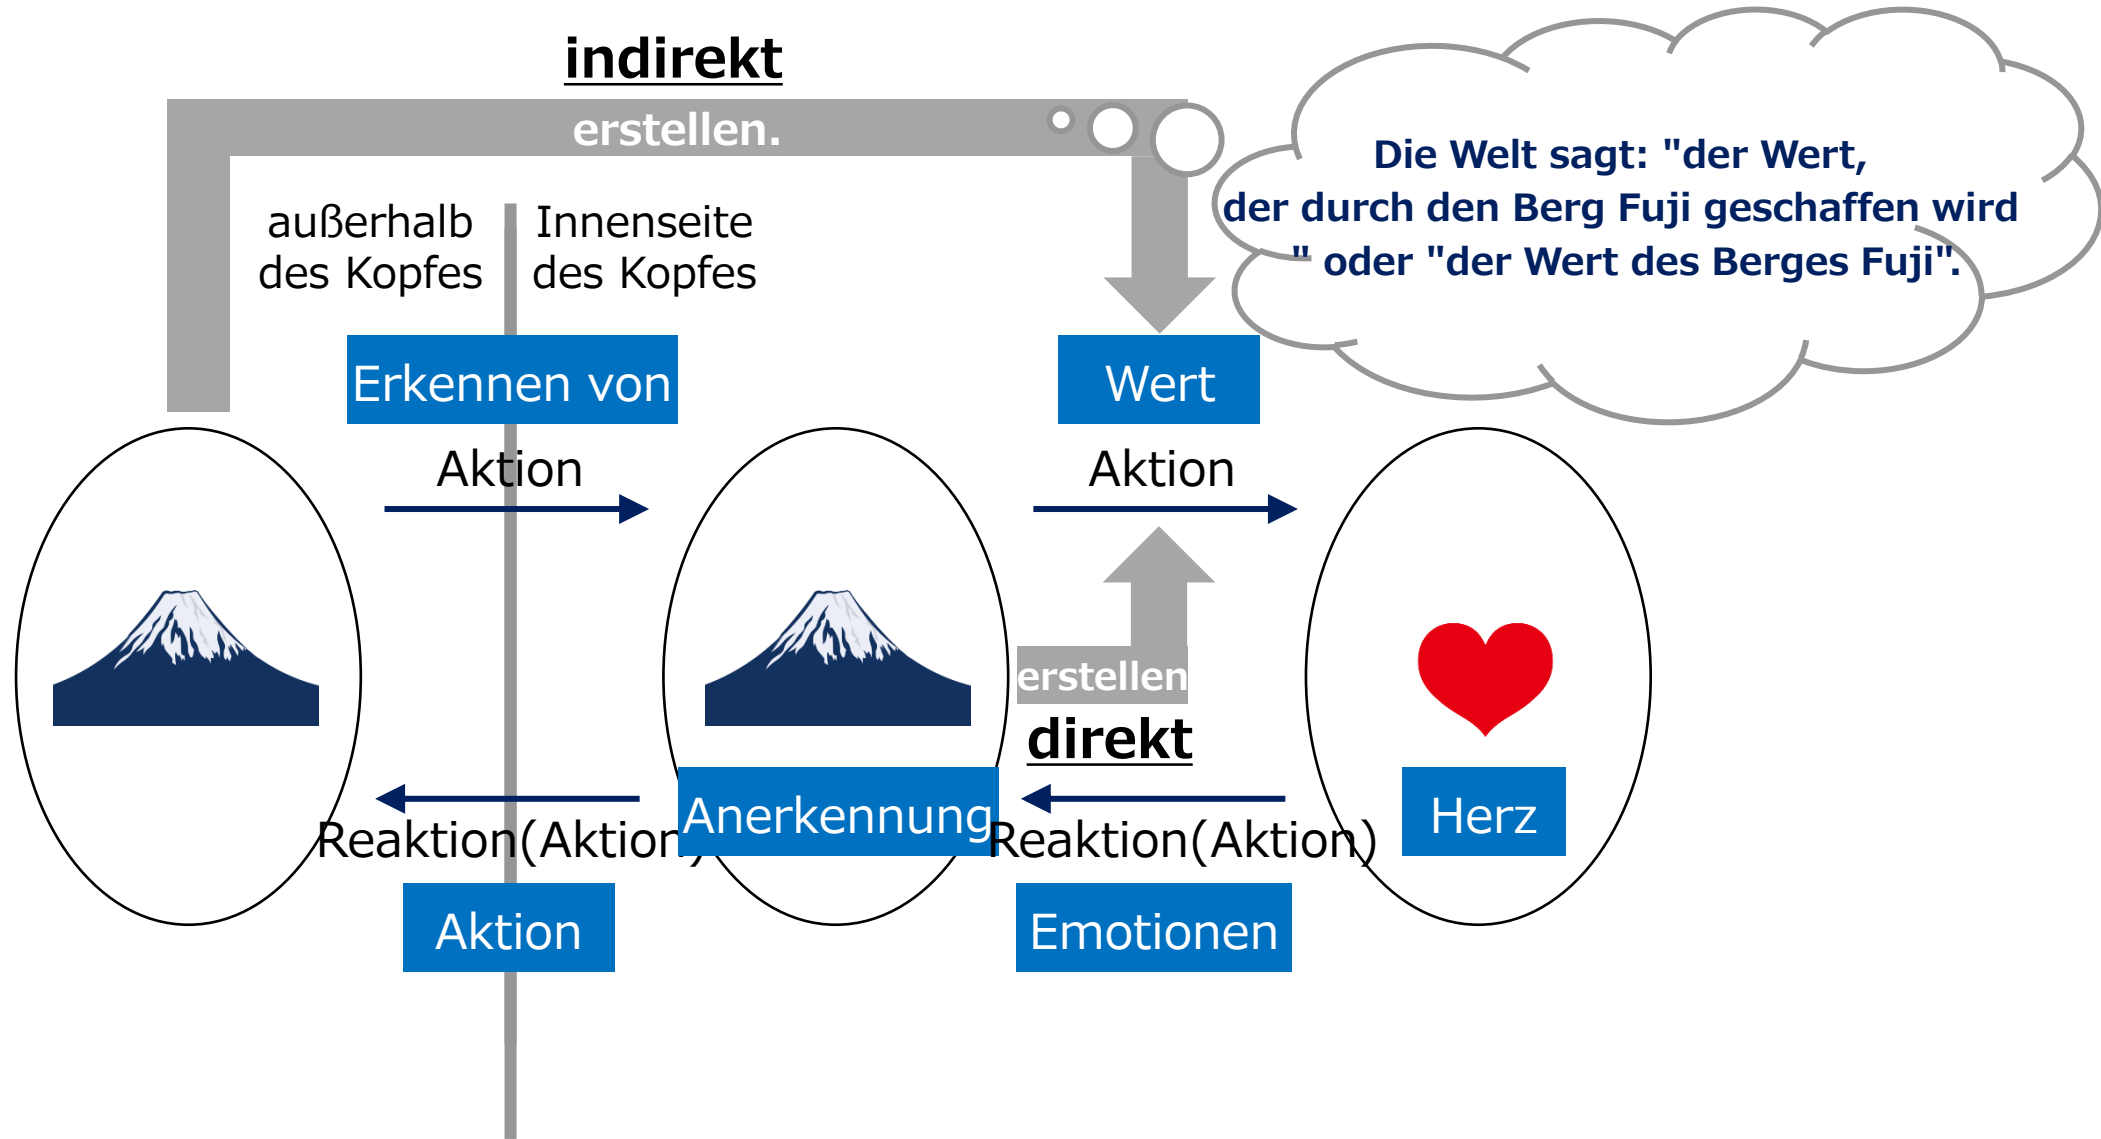 indirekt
erstellen.
Die Welt sagt: "der Wert,
der durch den Berg Fuji geschaffen wird
" oder "der Wert des Berges Fuji".
außerhalb
des Kopfes
Innenseite
des Kopfes
Erkennen von
Wert
Aktion
Aktion
erstellen
direkt
Anerkennung
Herz
Reaktion(Aktion)
Reaktion(Aktion)
Aktion
Emotionen